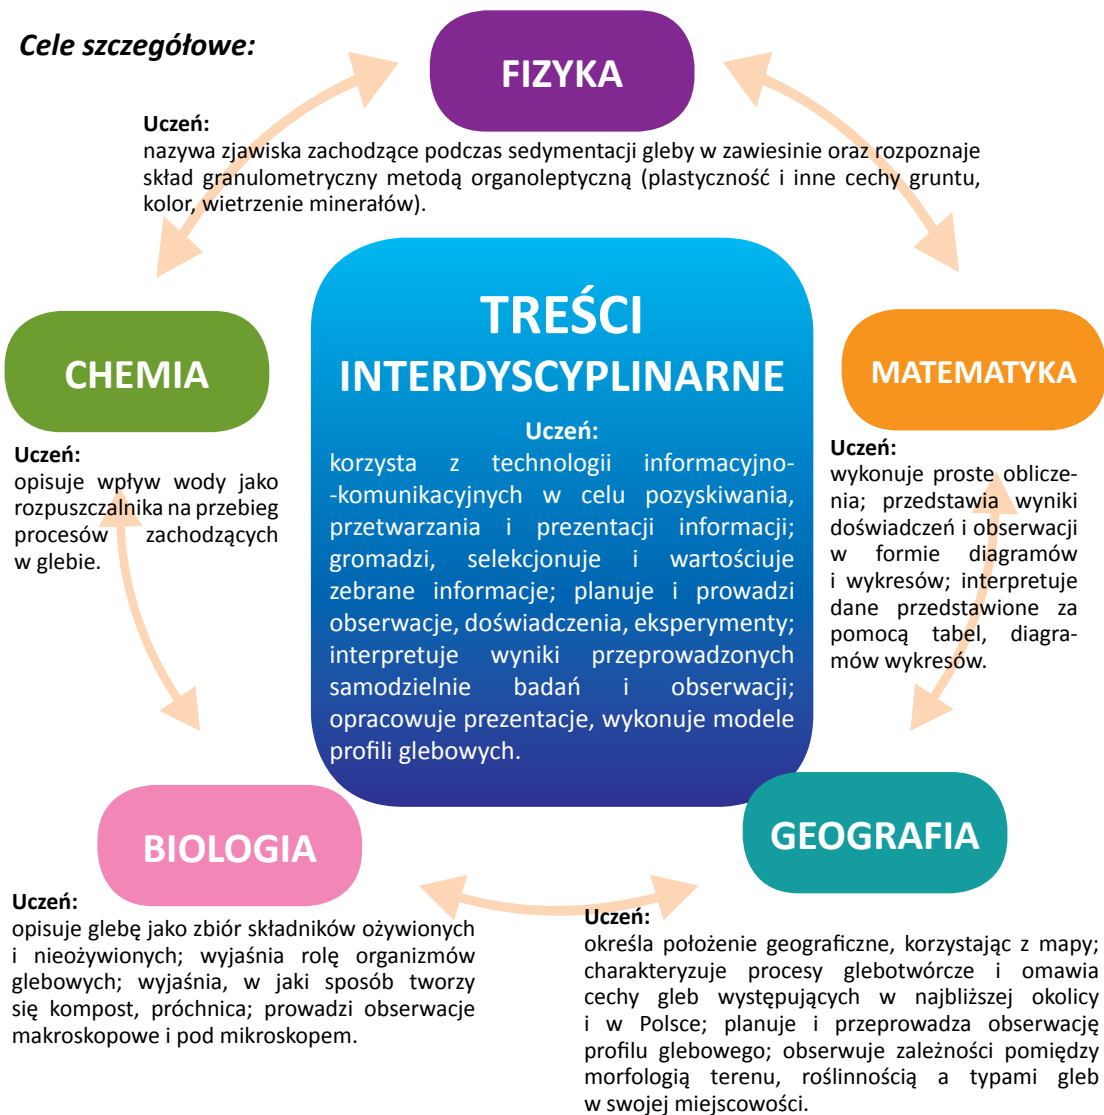 Cele szczegółowe:
FIZYKA
Uczeń:
nazywa zjawiska zachodzące podczas sedymentacji gleby w zawiesinie oraz rozpoznaje
skład granulometryczny metodą organoleptyczną (plastyczność i inne cechy gruntu,
kolor, wietrzenie minerałów).
TREŚCI
INTERDYSCYPLINARNE
Uczeń:
korzysta z technologii informacyjno-
-komunikacyjnych w celu pozyskiwania,
przetwarzania i prezentacji informacji;
gromadzi, selekcjonuje i wartościuje
zebrane informacje; planuje i prowadzi
obserwacje, doświadczenia, eksperymenty;
interpretuje wyniki przeprowadzonych
samodzielnie badań i obserwacji;
opracowuje prezentacje, wykonuje modele
profili glebowych.
CHEMIA
Uczeń:
opisuje wpływ wody jako
rozpuszczalnika na przebieg
procesów zachodzących
w glebie.
MATEMATYKA
Uczeń:
wykonuje proste oblicze-
nia; przedstawia wyniki
doświadczeń i obserwacji
w formie diagramów
i wykresów; interpretuje
dane przedstawione za
pomocą tabel, diagra-
mów wykresów.
BIOLOGIA
Uczeń:
opisuje glebę jako zbiór składników ożywionych
i nieożywionych; wyjaśnia rolę organizmów
glebowych; wyjaśnia, w jaki sposób tworzy
się kompost, próchnica; prowadzi obserwacje
makroskopowe i pod mikroskopem.
GEOGRAFIA
Uczeń:
określa położenie geograficzne, korzystając z mapy;
charakteryzuje procesy glebotwórcze i omawia
cechy gleb występujących w najbliższej okolicy
i w Polsce; planuje i przeprowadza obserwację
profilu glebowego; obserwuje zależności pomiędzy
morfologią terenu, roślinnością a typami gleb
w swojej miejscowości.